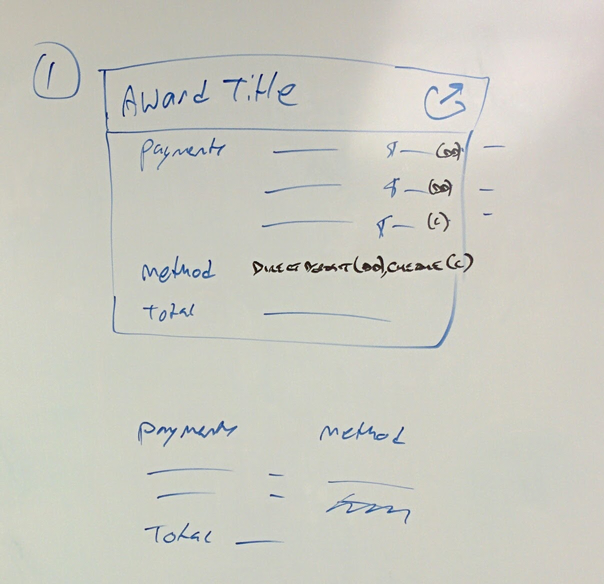 1
Award Title
Payments $ (DD)
$ (DD)
$ (C)
Method DIRECT DEPOSIT (DD), CHEQUE (C)
Total
Payments Method
Total